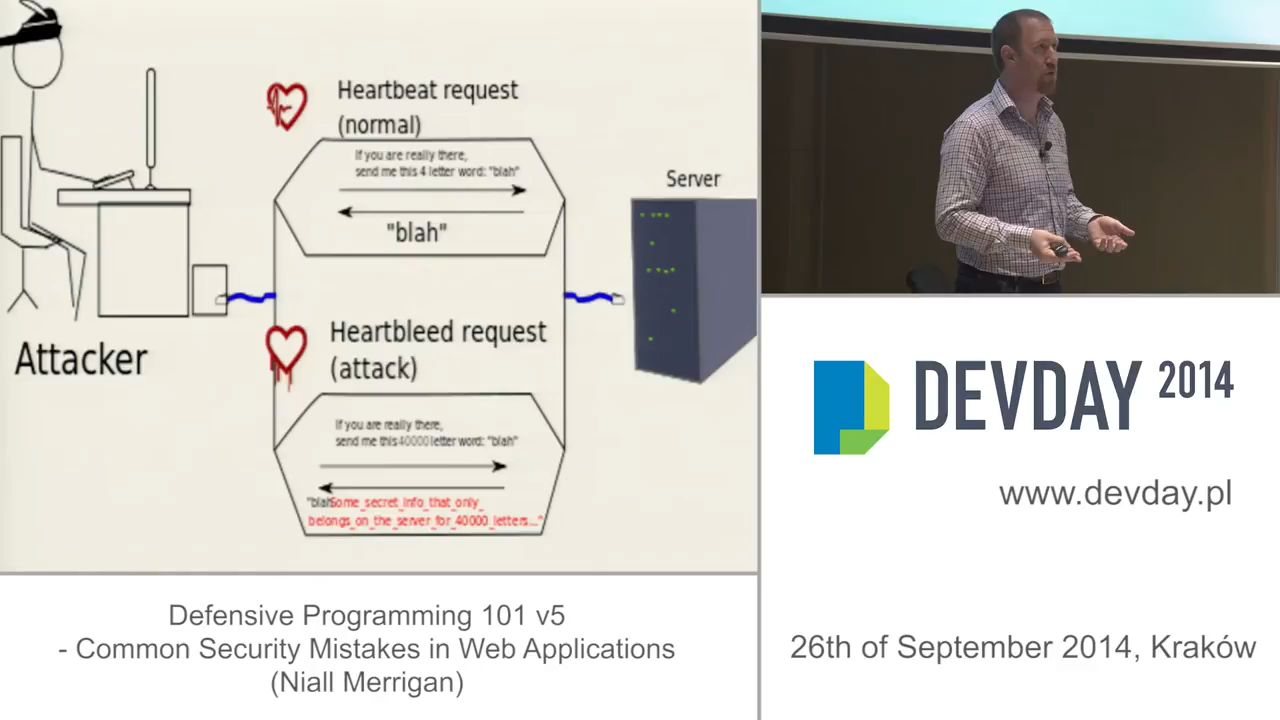 Heartbeat request
(normal)
If you are really there,
send me this 4 letter word: "blah"
"blah"
Server
Attacker
Heartbleed request
(attack)
If you are really there,
send me this 40000 letter word: "blah"
"blahSome_secret_info_that_only_
belongs_on_the_server_for_40000_letters..."
DEVDAY 2014
www.devday.pl
Defensive Programming 101 v5
- Common Security Mistakes in Web Applications
(Niall Merrigan)
26th of September 2014, Kraków